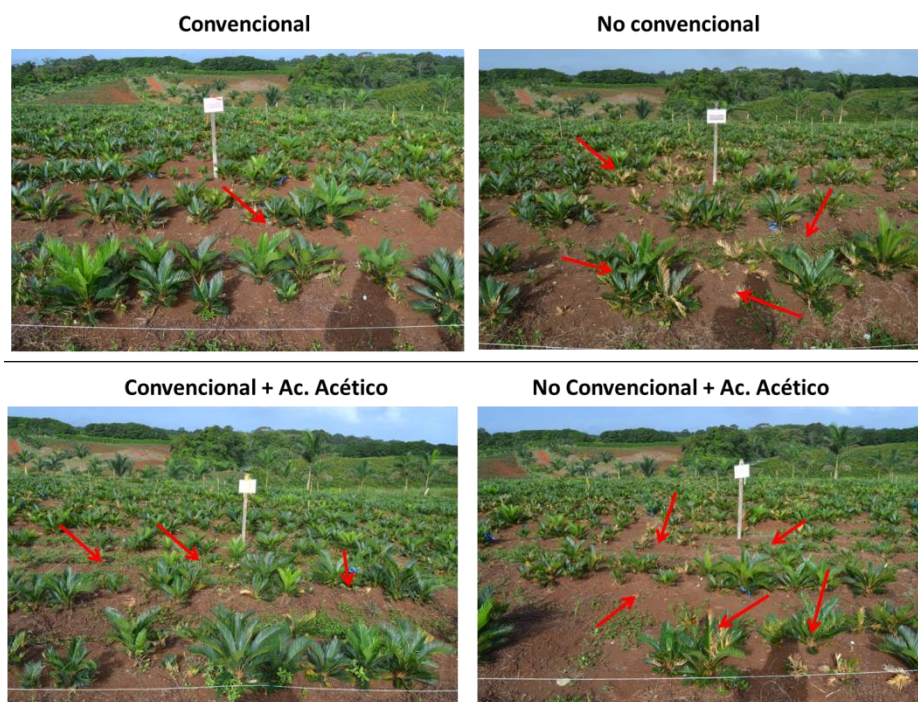 Convencional
No convencional
Convencional + Ac. Acético
No Convencional + Ac. Acético